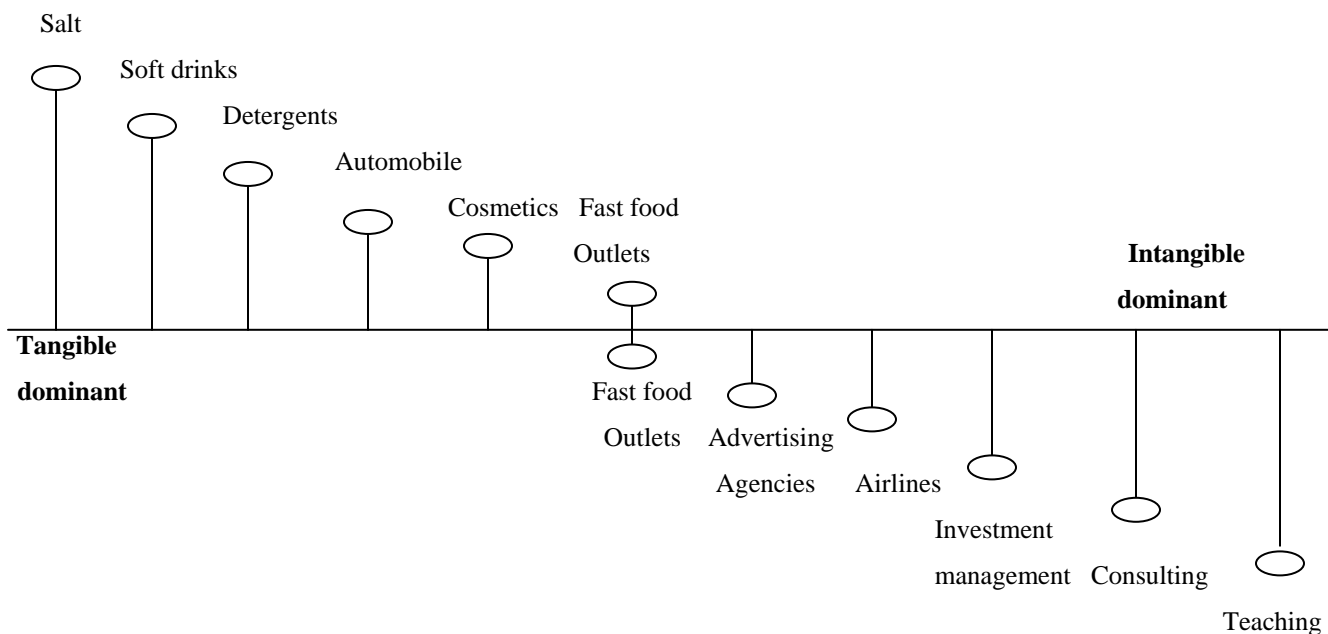 Salt
Soft drinks
Detergents
Automobile
Cosmetics
Fast food
Outlets
Intangible
dominant
Tangible
dominant
Fast food
Outlets
Advertising
Agencies
Airlines
Investment
management
Consulting
Teaching